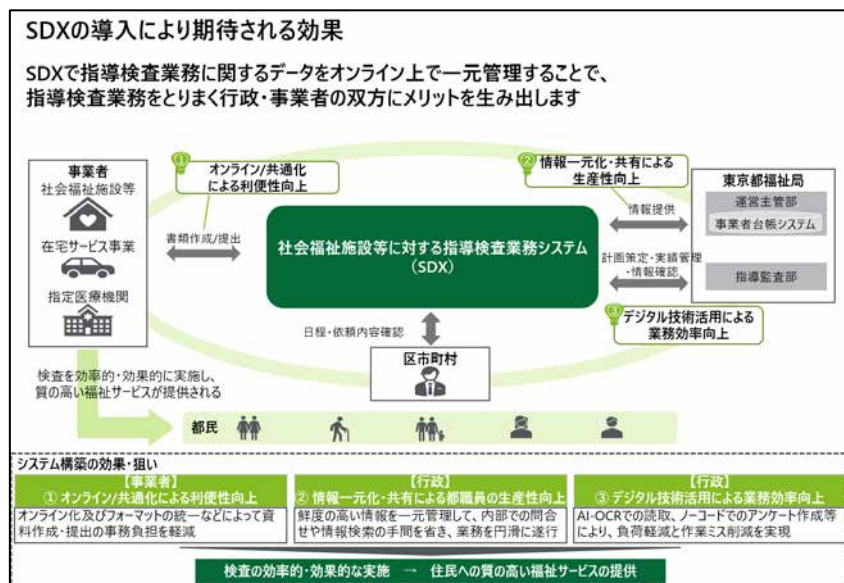 SDXの導入により期待される効果
SDXで指導検査業務に関するデータをオンライン上で一元管理することで、
指導検査業務をとりまく行政・事業者の双方にメリットを生み出します
事業者
社会福祉施設等
在宅サービス事業
指定医療機関
①
オンライン/共通化
による利便性向上
書類作成/提出
社会福祉施設等に対する指導検査業務システム
(SDX)
②
情報一元化・共有による
生産性向上
情報提供
計画策定・実績管理
・情報確認
東京都福祉局
運営主管部
事業者台帳システム
指導監査部
③
デジタル技術活用による
業務効率向上
日程・依頼内容確認
区市町村
検査を効率的・効果的に実施し、
質の高い福祉サービスが提供される
都民
システム構築の効果・狙い
【事業者】
① オンライン/共通化による利便性向上
オンライン化及びフォーマットの統一などによって資
料作成・提出の事務負担を軽減
【行政】
② 情報一元化・共有による都職員の生産性向上
鮮度の高い情報を一元管理して、内部での問合
せや情報検索の手間を省き、業務を円滑に遂行
【行政】
③ デジタル技術活用による業務効率向上
AI-OCRでの読取、ノーコードでのアンケート作成等
により、負荷軽減と作業ミス削減を実現
検査の効率的・効果的な実施 → 住民への質の高い福祉サービスの提供